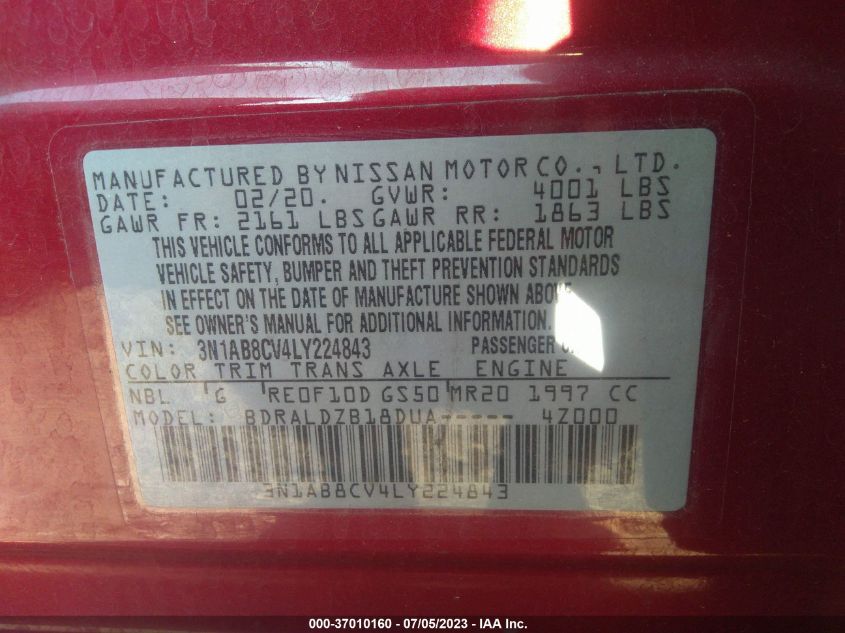 MANUFACTURED BY NISSAN MOTOR CO., LTD.
DATE: 02/20. GVWR: 4001 LBS
GAWR FR: 2161 LBS GAWR RR: 1863 LBS
THIS VEHICLE CONFORMS TO ALL APPLICABLE FEDERAL MOTOR
VEHICLE SAFETY, BUMPER AND THEFT PREVENTION STANDARDS
IN EFFECT ON THE DATE OF MANUFACTURE SHOWN ABOVE.
SEE OWNER'S MANUAL FOR ADDITIONAL INFORMATION.
VIN: 3N1AB8CV4LY224843 PASSENGER
COLOR TRIM TRANS AXLE ENGINE
NBL G RE0F10D GS50 MR20 1997 CC
MODEL: BDRALDZB18DUA----- 4Z000
3N1AB8CV4LY224843
000-37010160 - 07/05/2023 - IAA Inc.